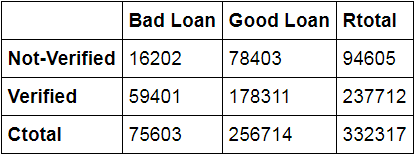 Bad Loan Good Loan Rtotal
Not-Verified 16202 78403 94605
Verified 59401 178311 237712
Ctotal 75603 256714 332317